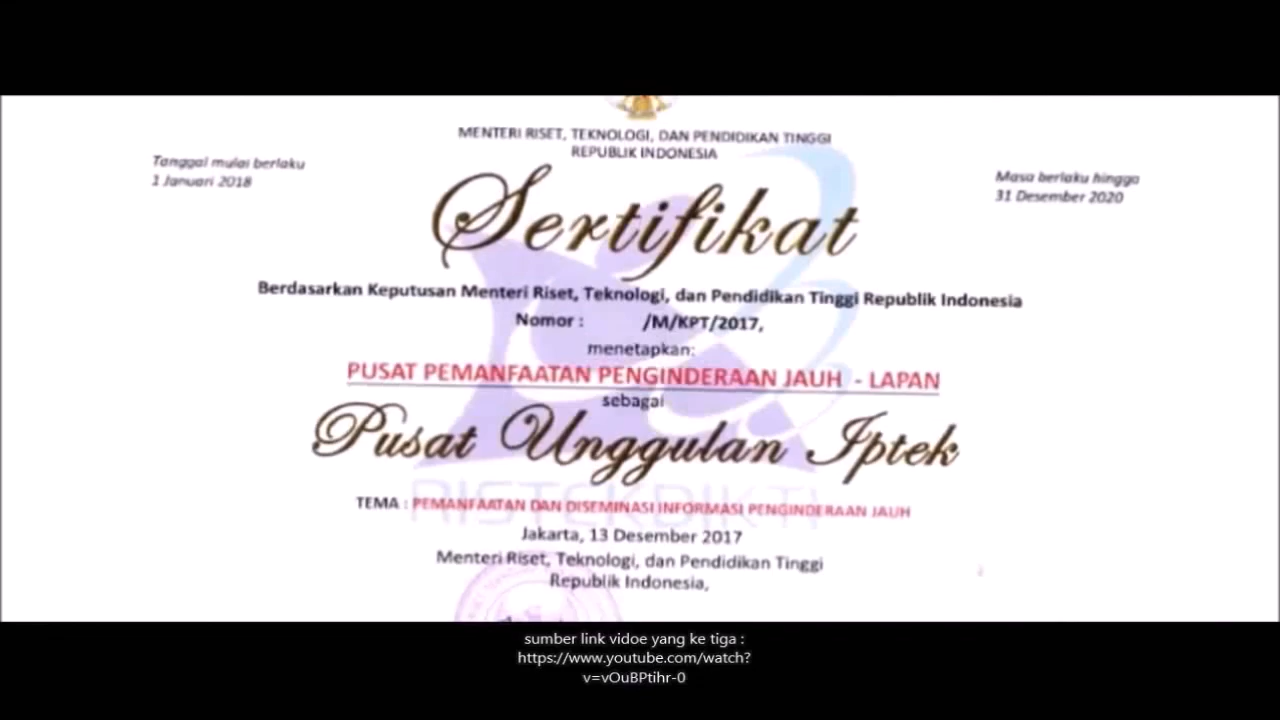 MENTERI RISET, TEKNOLOGI, DAN PENDIDIKAN TINGGI
REPUBLIK INDONESIA
Tanggal mulai berlaku
1 Januari 2018
Masa berlaku hingga
31 Desember 2020
Sertifikat
Berdasarkan Keputusan Menteri Riset, Teknologi, dan Pendidikan Tinggi Republik Indonesia
Nomor : /M/KPT/2017,
menetapkan:
PUSAT PEMANFAATAN PENGINDERAAN JAUH - LAPAN
sebagai
Pusat Unggulan Iptek
RISTEKDIKTI
TEMA : PEMANFAATAN DAN DISEMINASI INFORMASI PENGINDERAAN JAUH
Jakarta, 13 Desember 2017
Menteri Riset, Teknologi, dan Pendidikan Tinggi
Republik Indonesia,
sumber link vidoe yang ke tiga :
https://www.youtube.com/watch?
v=vOuBPtihr-0